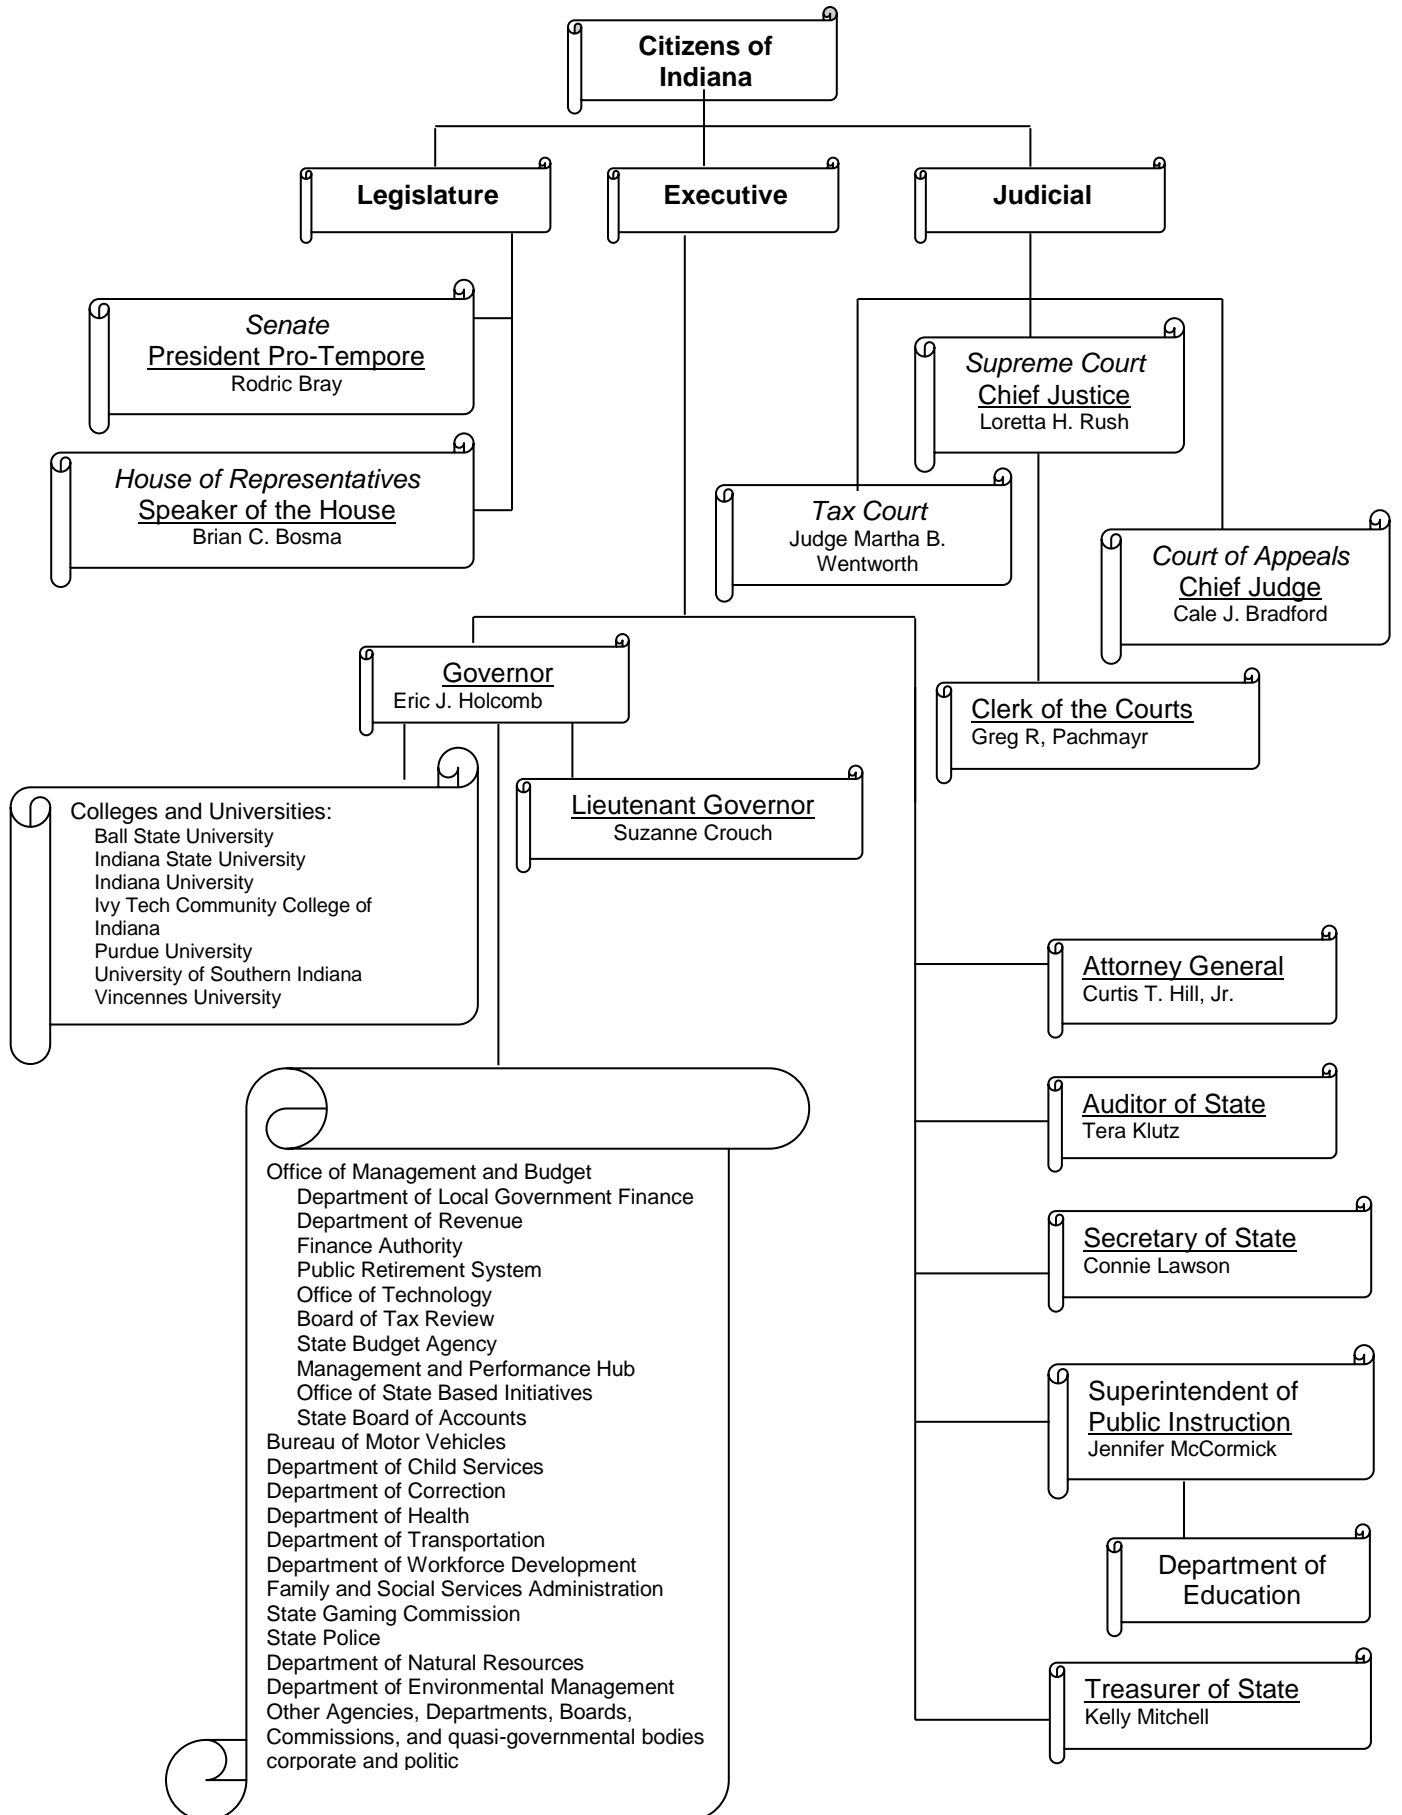 Citizens of
Indiana
Legislature
Executive
Judicial
Senate
President Pro-Tempore
Rodric Bray
Supreme Court
Chief Justice
Loretta H. Rush
House of Representatives
Speaker of the House
Brian C. Bosma
Tax Court
Judge Martha B.
Wentworth
Court of Appeals
Chief Judge
Cale J. Bradford
Governor
Eric J. Holcomb
Clerk of the Courts
Greg R, Pachmayr
Lieutenant Governor
Suzanne Crouch
Colleges and Universities:
Ball State University
Indiana State University
Indiana University
Ivy Tech Community College of
Indiana
Purdue University
University of Southern Indiana
Vincennes University
Attorney General
Curtis T. Hill, Jr.
Auditor of State
Tera Klutz
Secretary of State
Connie Lawson
Superintendent of
Public Instruction
Jennifer McCormick
Department of
Education
Treasurer of State
Kelly Mitchell
Office of Management and Budget
Department of Local Government Finance
Department of Revenue
Finance Authority
Public Retirement System
Office of Technology
Board of Tax Review
State Budget Agency
Management and Performance Hub
Office of State Based Initiatives
State Board of Accounts
Bureau of Motor Vehicles
Department of Child Services
Department of Correction
Department of Health
Department of Transportation
Department of Workforce Development
Family and Social Services Administration
State Gaming Commission
State Police
Department of Natural Resources
Department of Environmental Management
Other Agencies, Departments, Boards,
Commissions, and quasi-governmental bodies
corporate and politic